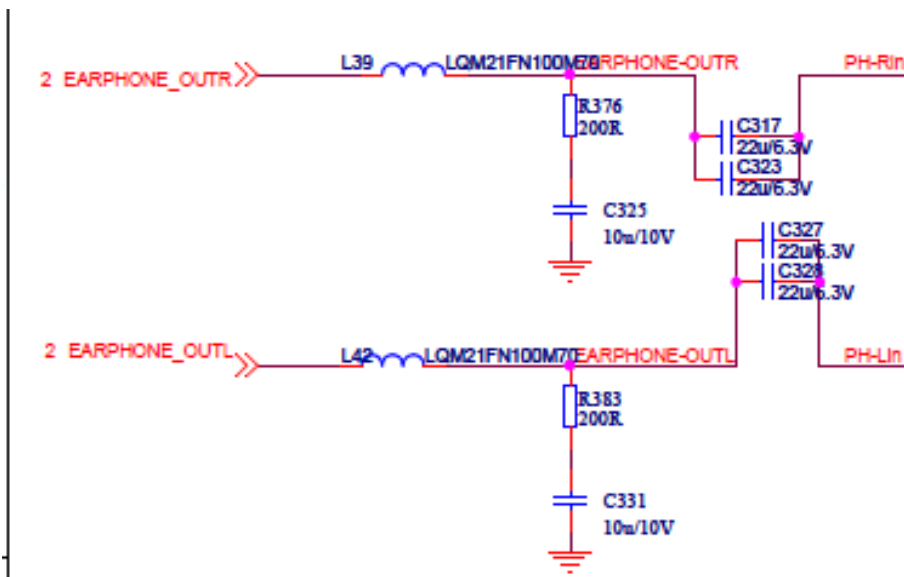 L39 LQM21FN100M70 EARPHONE-OUTR PH-Rin
2 EARPHONE_OUTR
R376
200R
C317
22u/6.3V
C323
22u/6.3V
C325
10n/10V
C327
22u/6.3V
C328
22u/6.3V
2 EARPHONE_OUTL
L42 LQM21FN100M70 EARPHONE-OUTL PH-Lin
R383
200R
C331
10n/10V